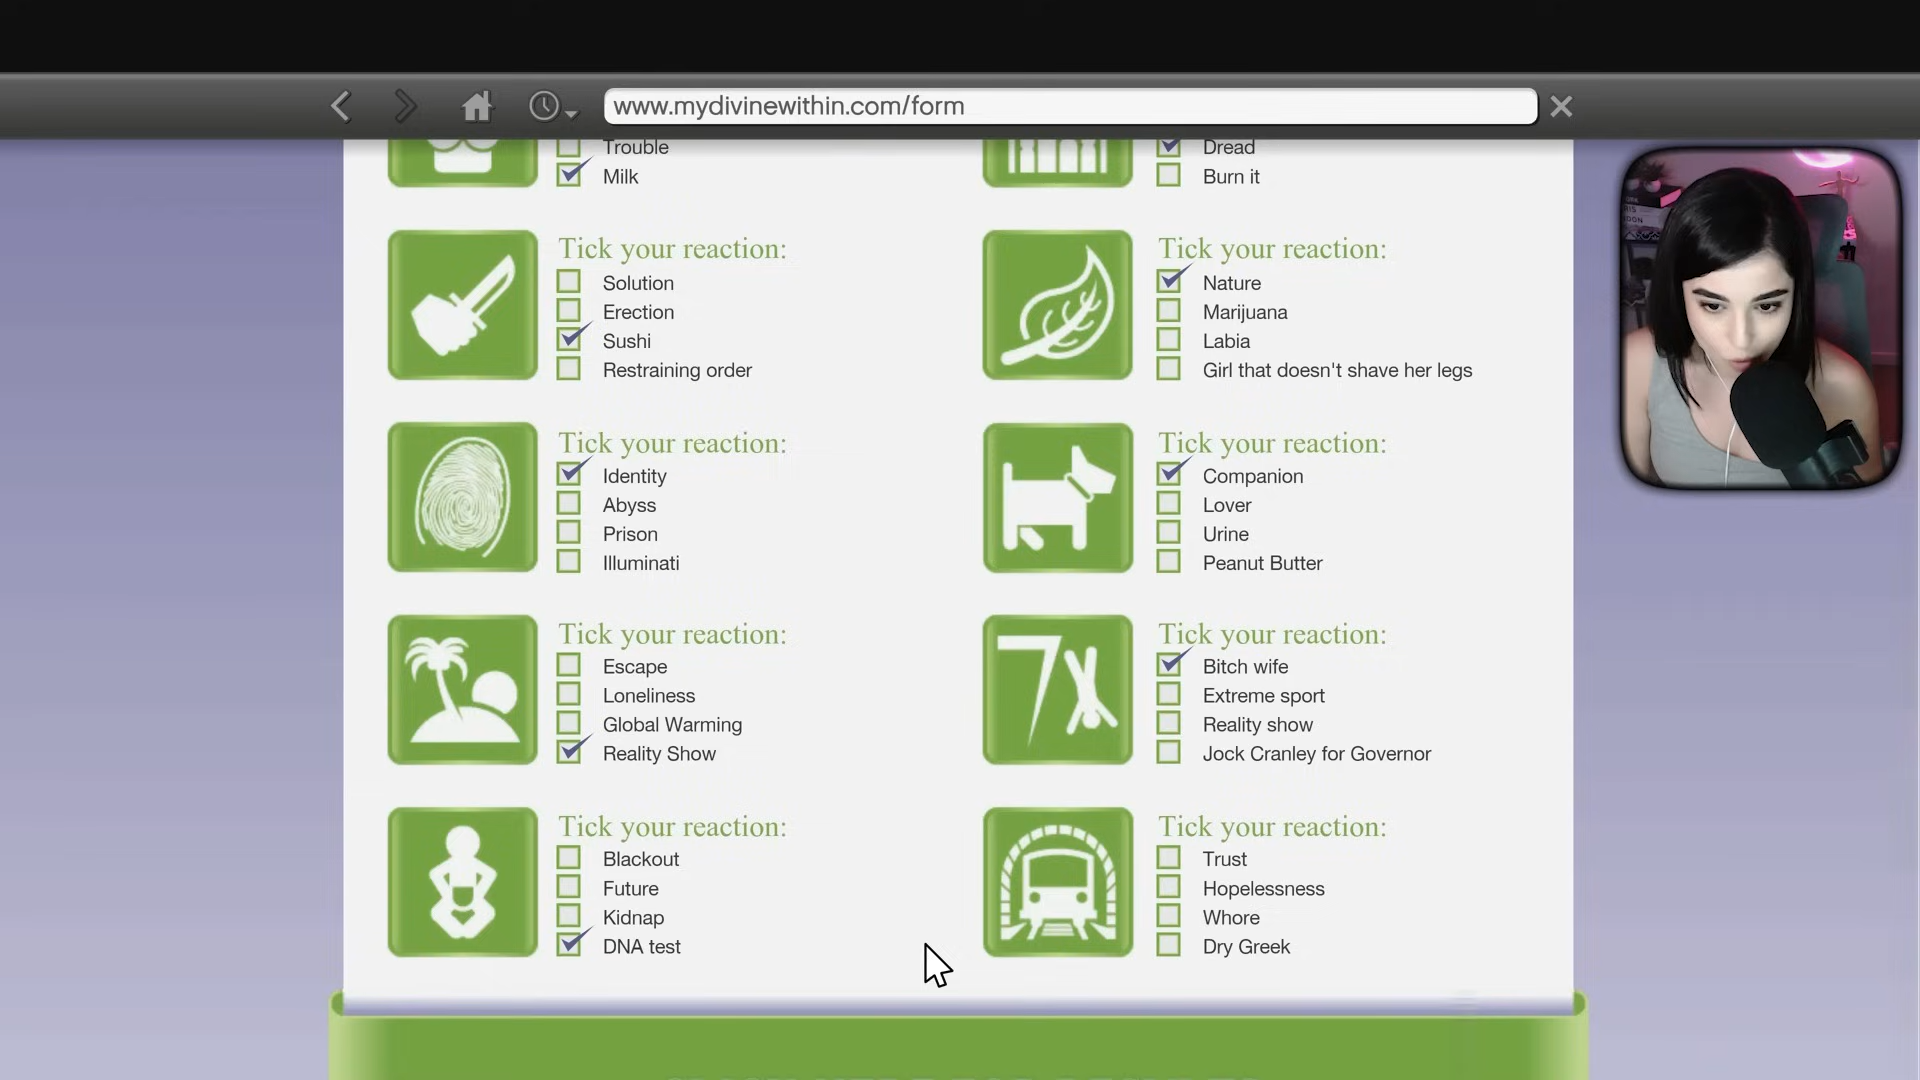 www.mydivinewithin.com/form
Trouble
Milk
Dread
Burn it
Tick your reaction:
Solution
Erection
Sushi
Restraining order
Tick your reaction:
Nature
Marijuana
Labia
Girl that doesn't shave her legs
Tick your reaction:
Identity
Abyss
Prison
Illuminati
Tick your reaction:
Companion
Lover
Urine
Peanut Butter
Tick your reaction:
Escape
Loneliness
Global Warming
Reality Show
Tick your reaction:
Bitch wife
Extreme sport
Reality show
Jock Cranley for Governor
Tick your reaction:
Blackout
Future
Kidnap
DNA test
Tick your reaction:
Trust
Hopelessness
Whore
Dry Greek